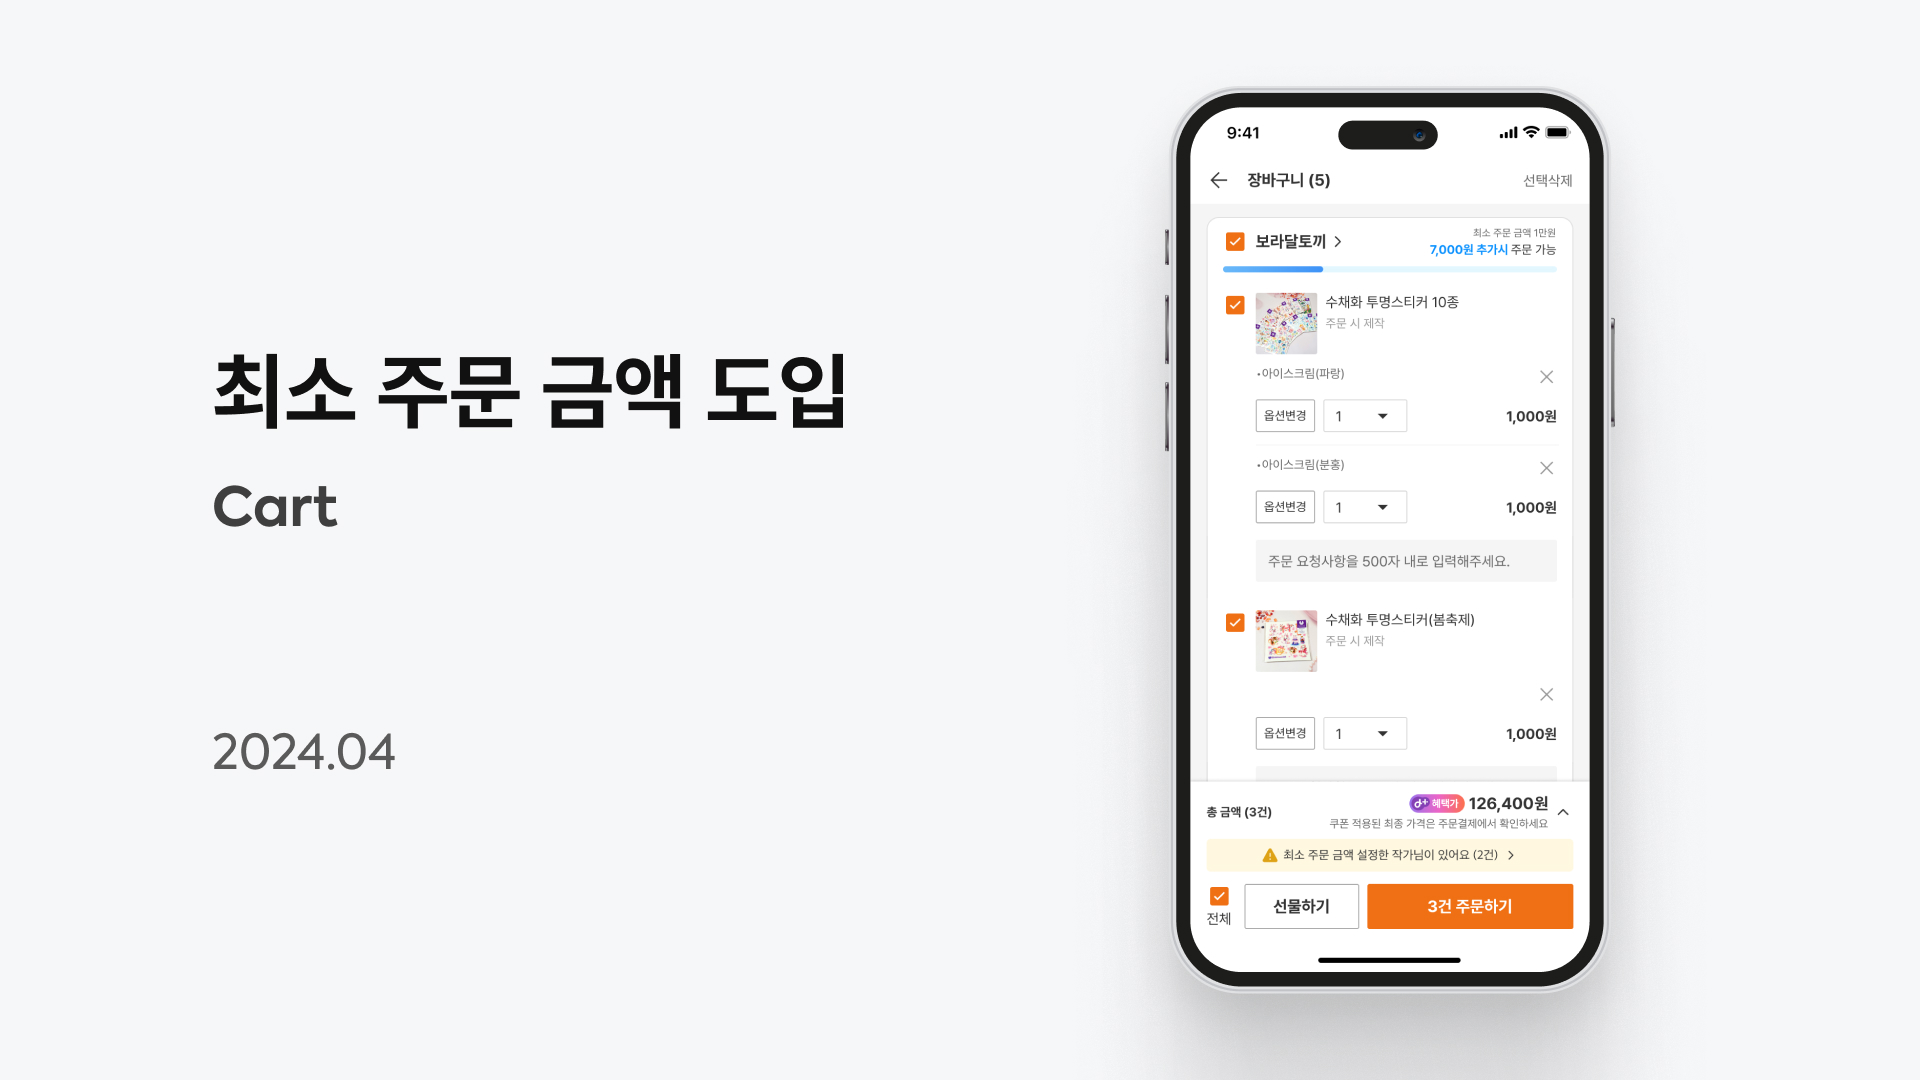 최소 주문 금액 도입
Cart
2024.04
9:41
장바구니 (5)
선택삭제
보라달토끼
최소 주문 금액 1만원
7,000원 추가시 주문 가능
수채화 투명스티커 10종
주문 시 제작
•아이스크림(파랑)
옵션변경
1
1,000원
•아이스크림(분홍)
옵션변경
1
1,000원
주문 요청사항을 500자 내로 입력해주세요.
수채화 투명스티커(봄축제)
주문 시 제작
옵션변경
1
1,000원
총 금액 (3건)
d+ 혜택가 126,400원
쿠폰 적용된 최종 가격은 주문결제에서 확인하세요
최소 주문 금액 설정한 작가님이 있어요 (2건)
전체
선물하기
3건 주문하기